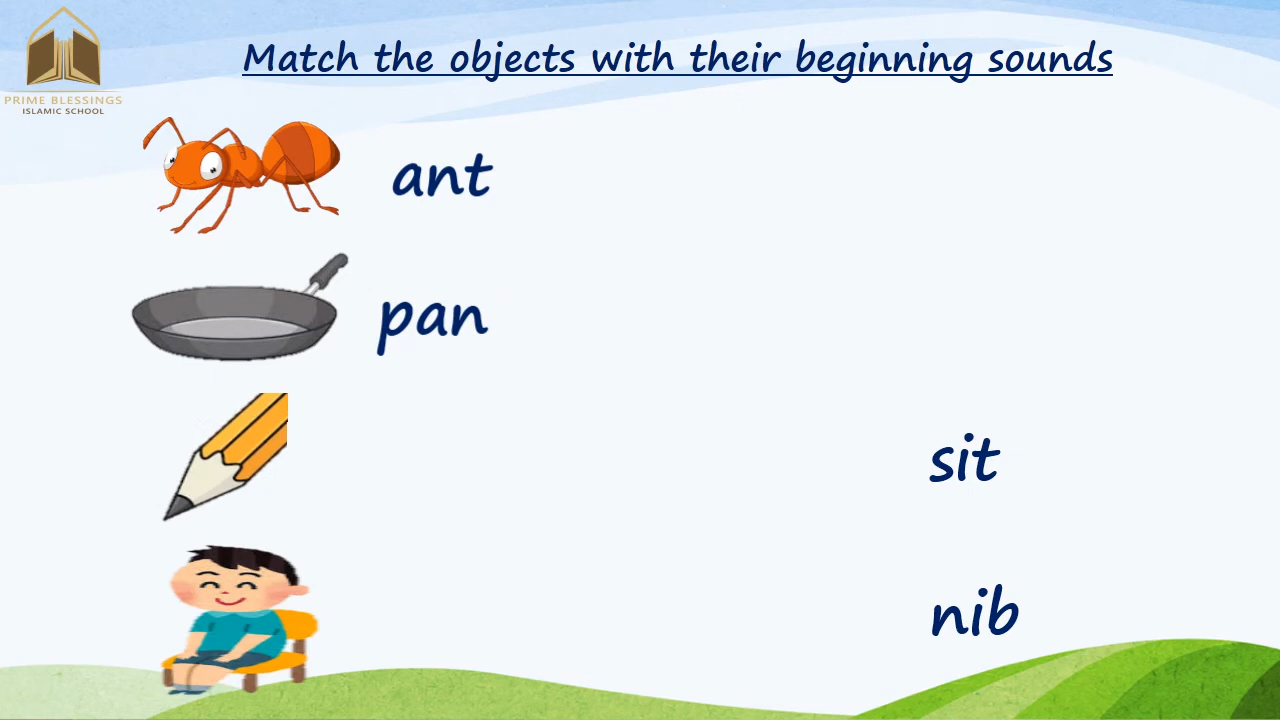 PRIME BLESSINGS
ISLAMIC SCHOOL
Match the objects with their beginning sounds
ant
pan
sit
nib